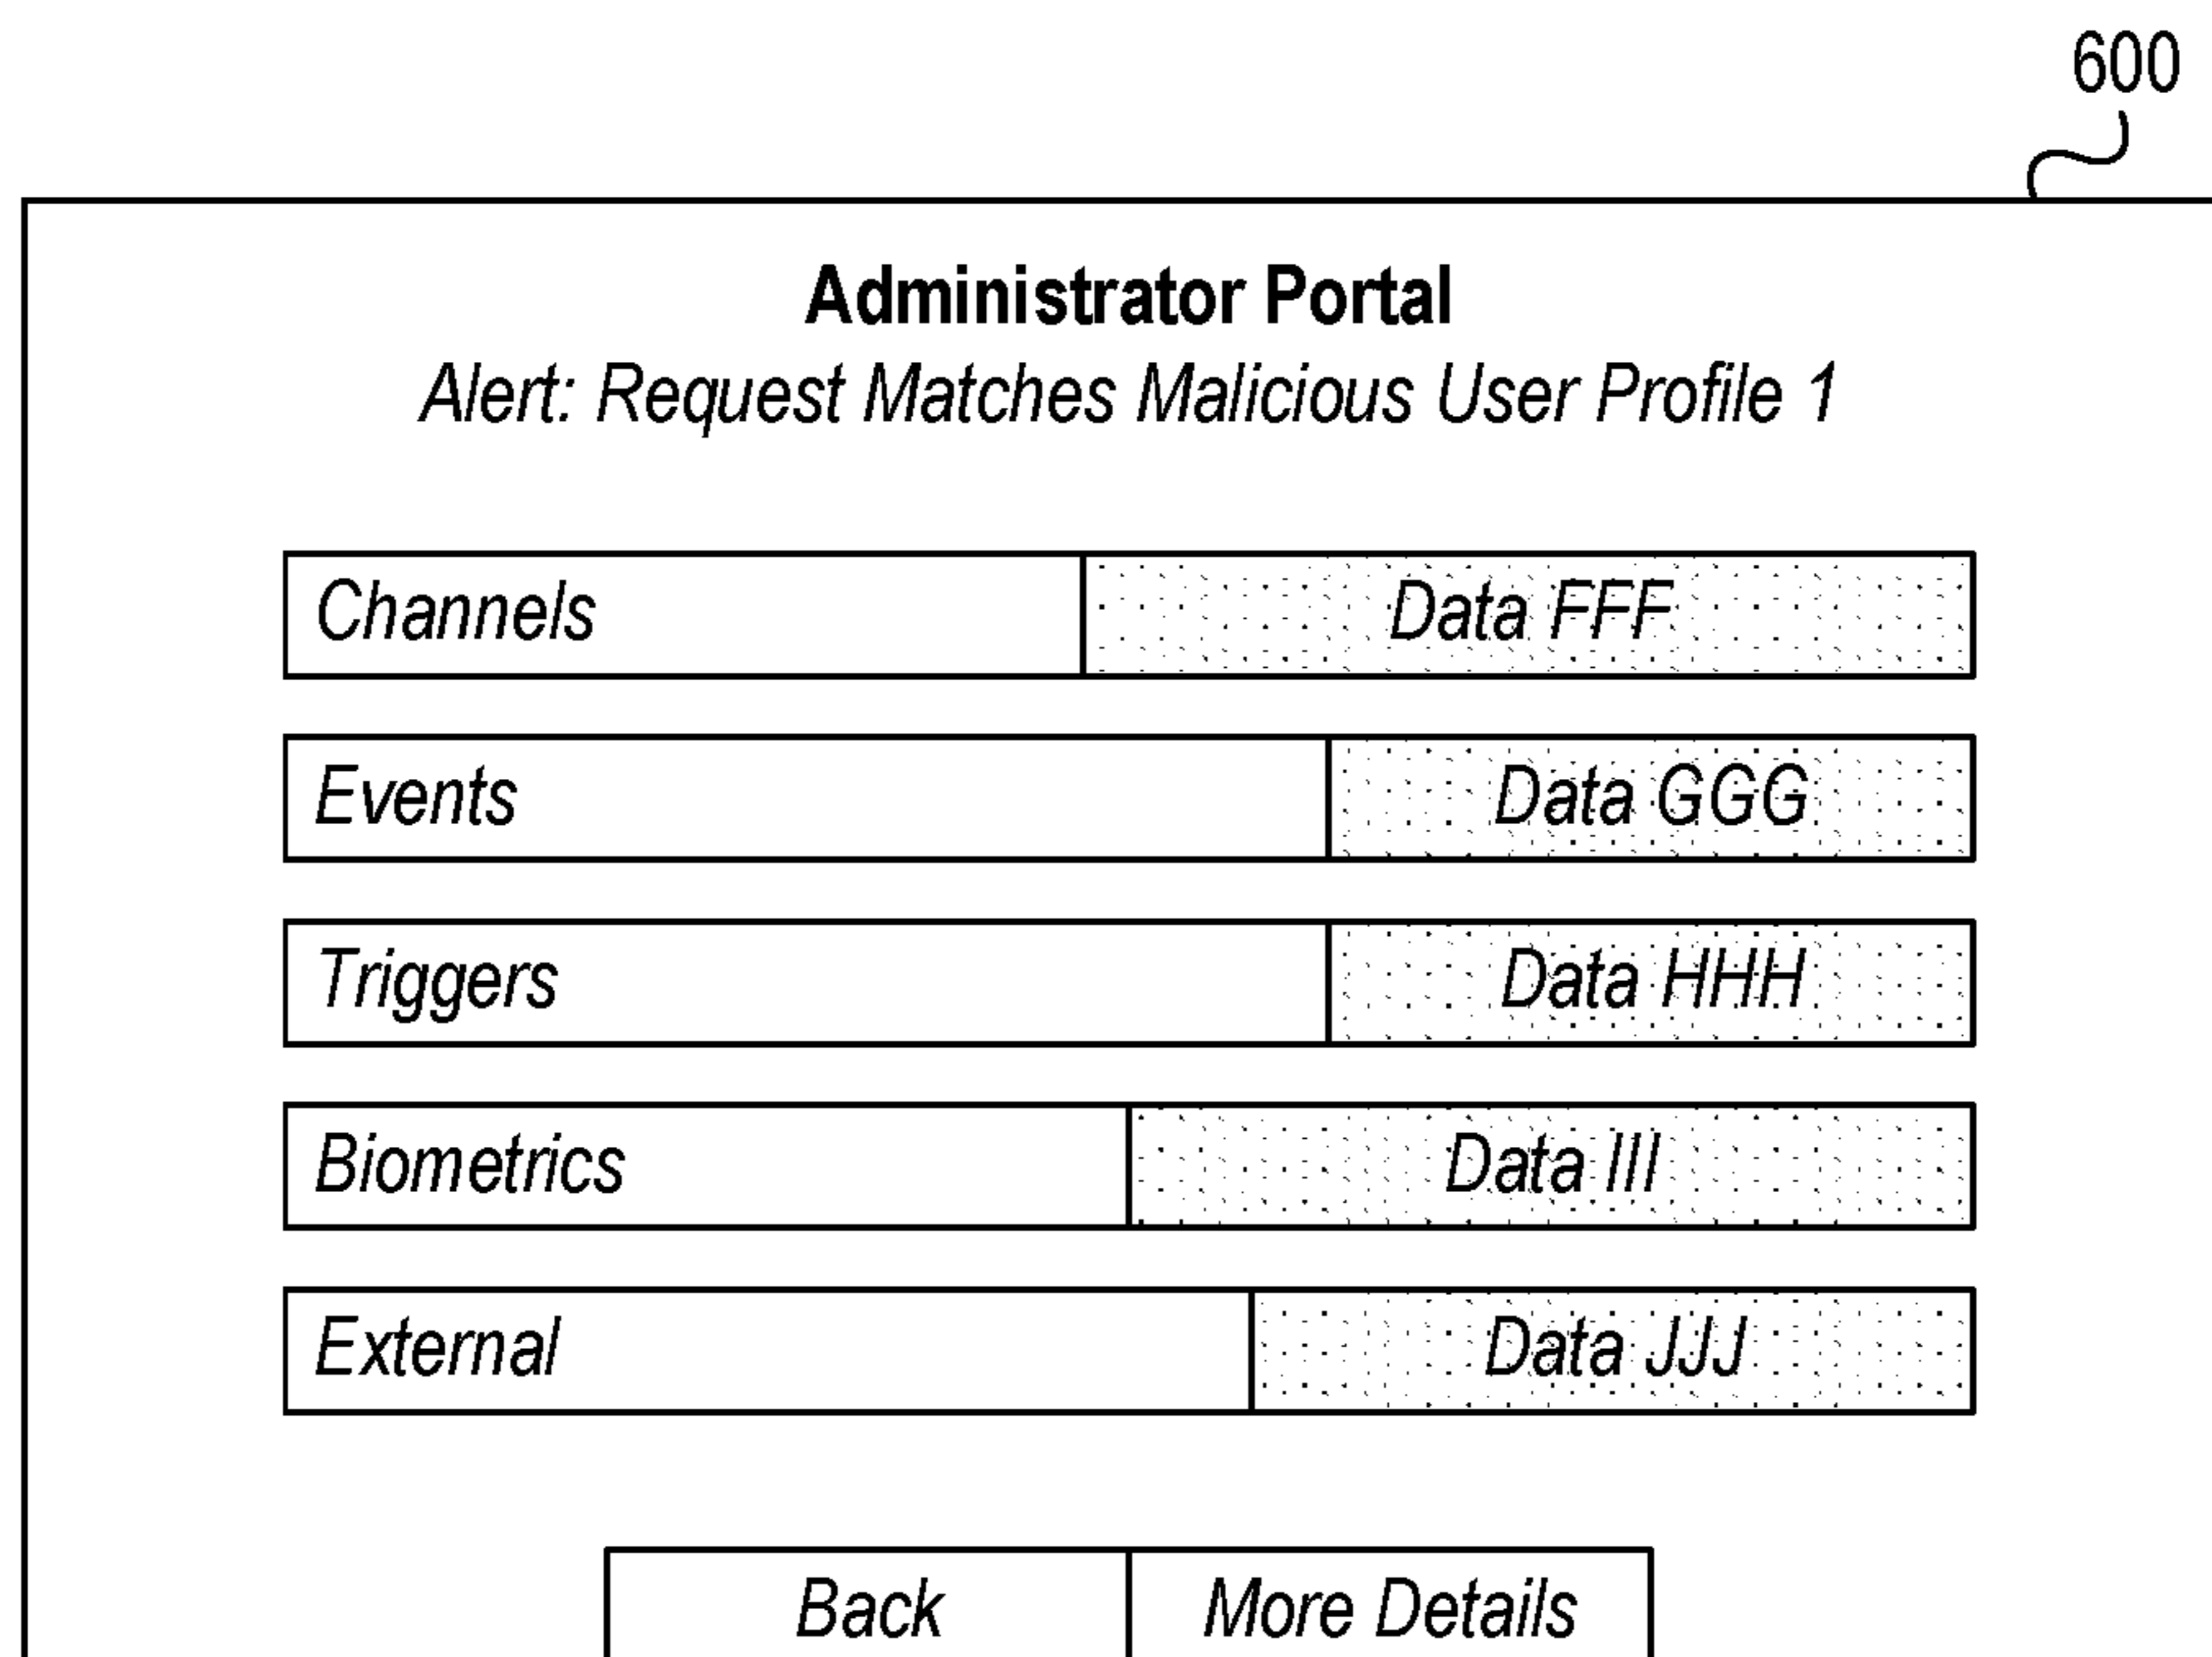 600
Administrator Portal
Alert: Request Matches Malicious User Profile 1
Channels Data FFF
Events Data GGG
Triggers Data HHH
Biometrics Data III
External Data JJJ
Back More Details